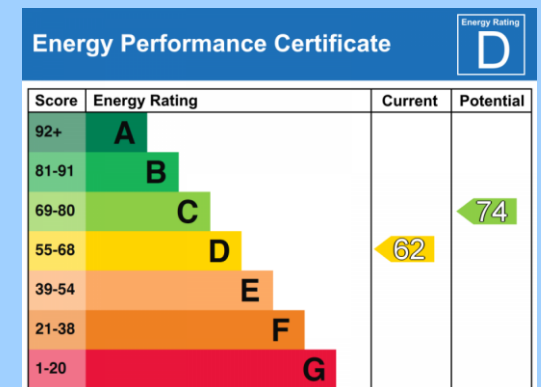 Energy Performance Certificate
Energy Rating
D
Score Energy Rating Current Potential
92+ A
81-91 B
69-80 C 74
55-68 D 62
39-54 E
21-38 F
1-20 G